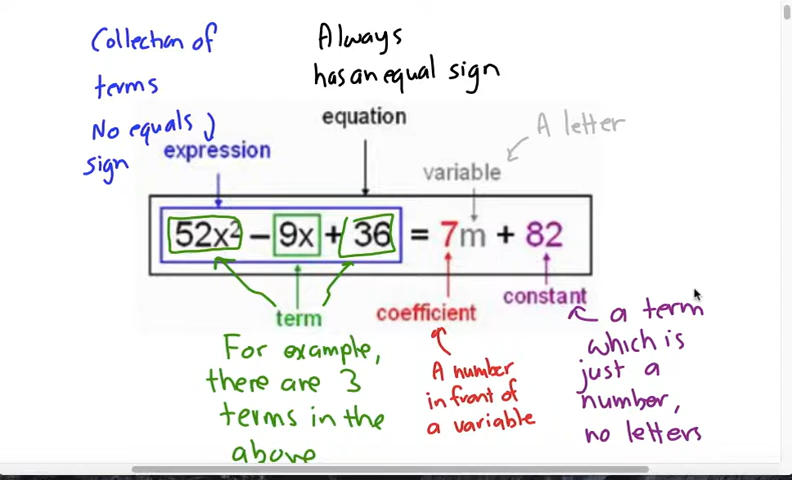 Collection of
terms
No equals
sign
Always
has an equal sign
equation
expression
A letter
variable
52x² – 9x + 36 = 7m + 82
term
coefficient
constant
For example,
there are 3
terms in the
above
A number
in front of
a variable
a term
which is
just a
number,
no letters